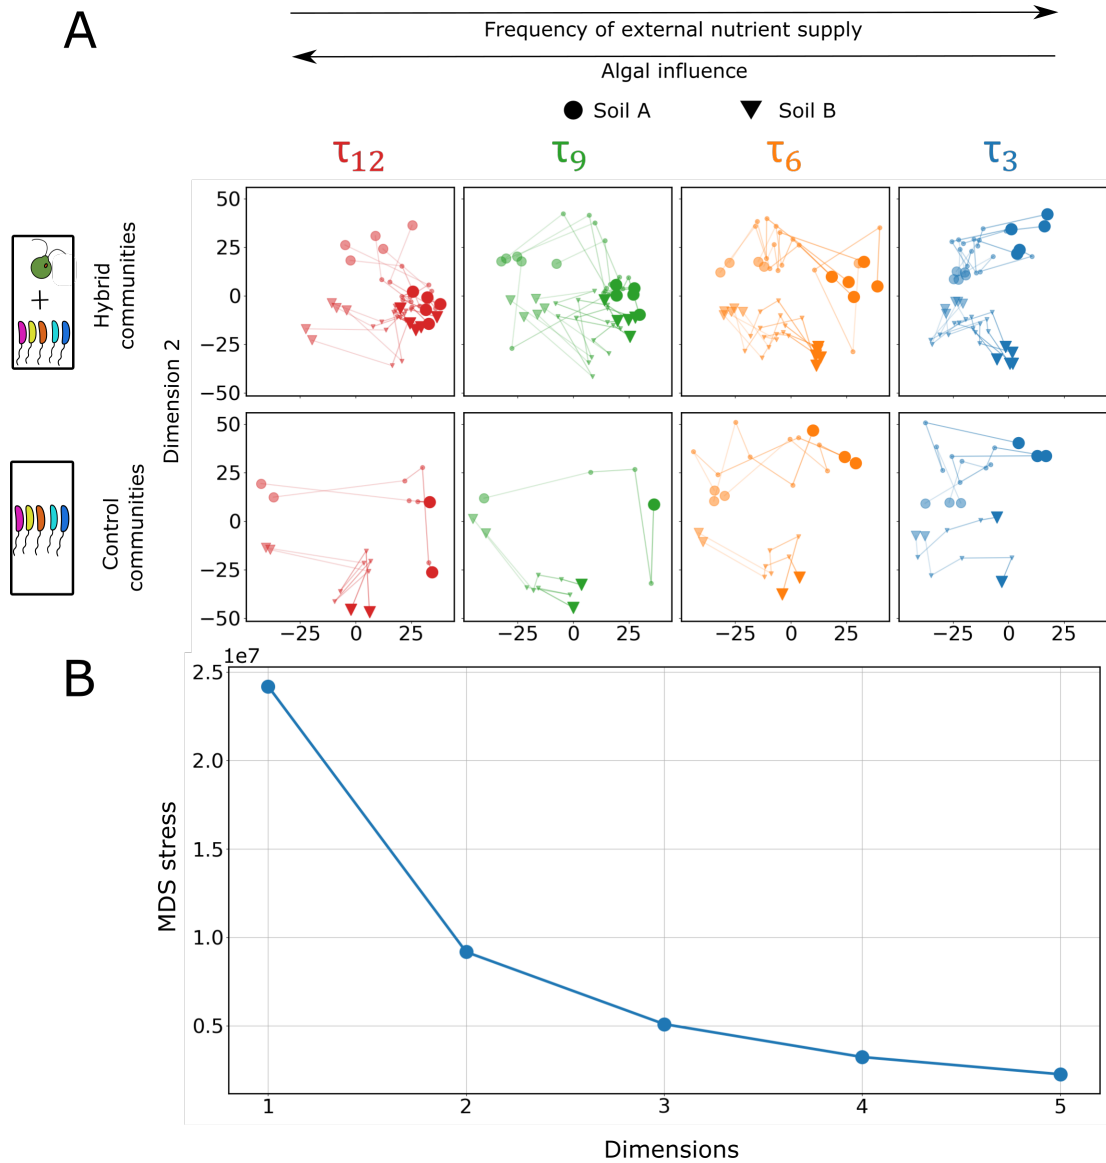 A
Frequency of external nutrient supply
Algal influence
Soil A Soil B
τ12 τ9 τ6 τ3
Hybrid
communities
+
Dimension 2
50
25
0
−25
−50
Control
communities
50
25
0
−25
−50
−25 0 25 −25 0 25 −25 0 25 −25 0 25
B
1e7
2.5
2.0
1.5
1.0
0.5
MDS stress
1 2 3 4 5
Dimensions